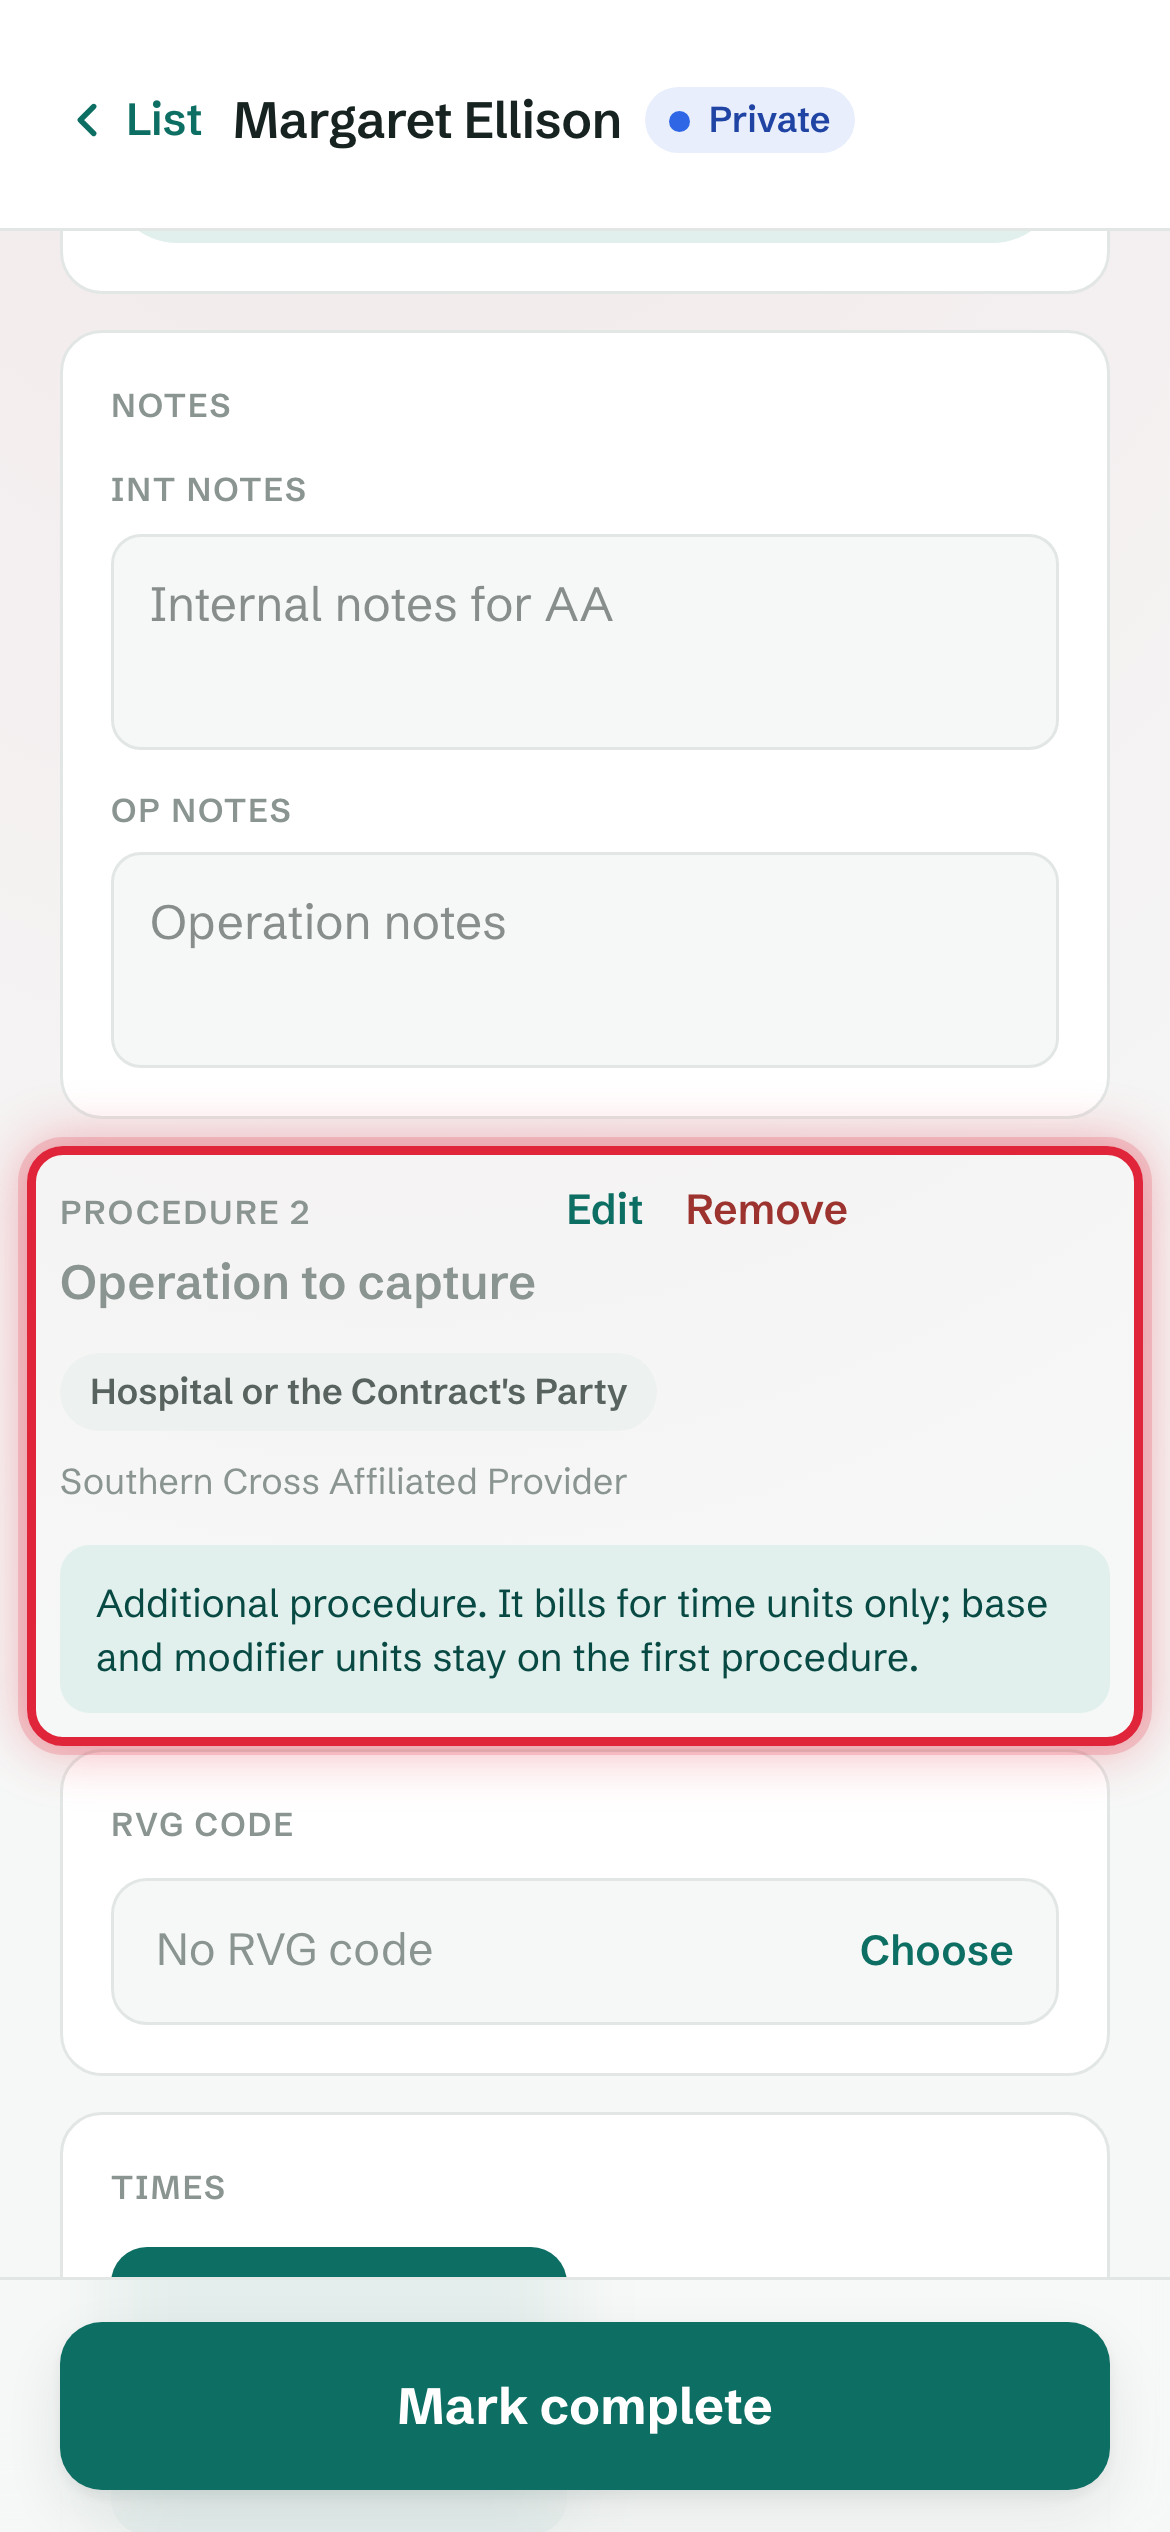 List Margaret Ellison Private
NOTES
INT NOTES
Internal notes for AA
OP NOTES
Operation notes
PROCEDURE 2 Edit Remove
Operation to capture
Hospital or the Contract's Party
Southern Cross Affiliated Provider
Additional procedure. It bills for time units only; base
and modifier units stay on the first procedure.
RVG CODE
No RVG code Choose
TIMES
Mark complete